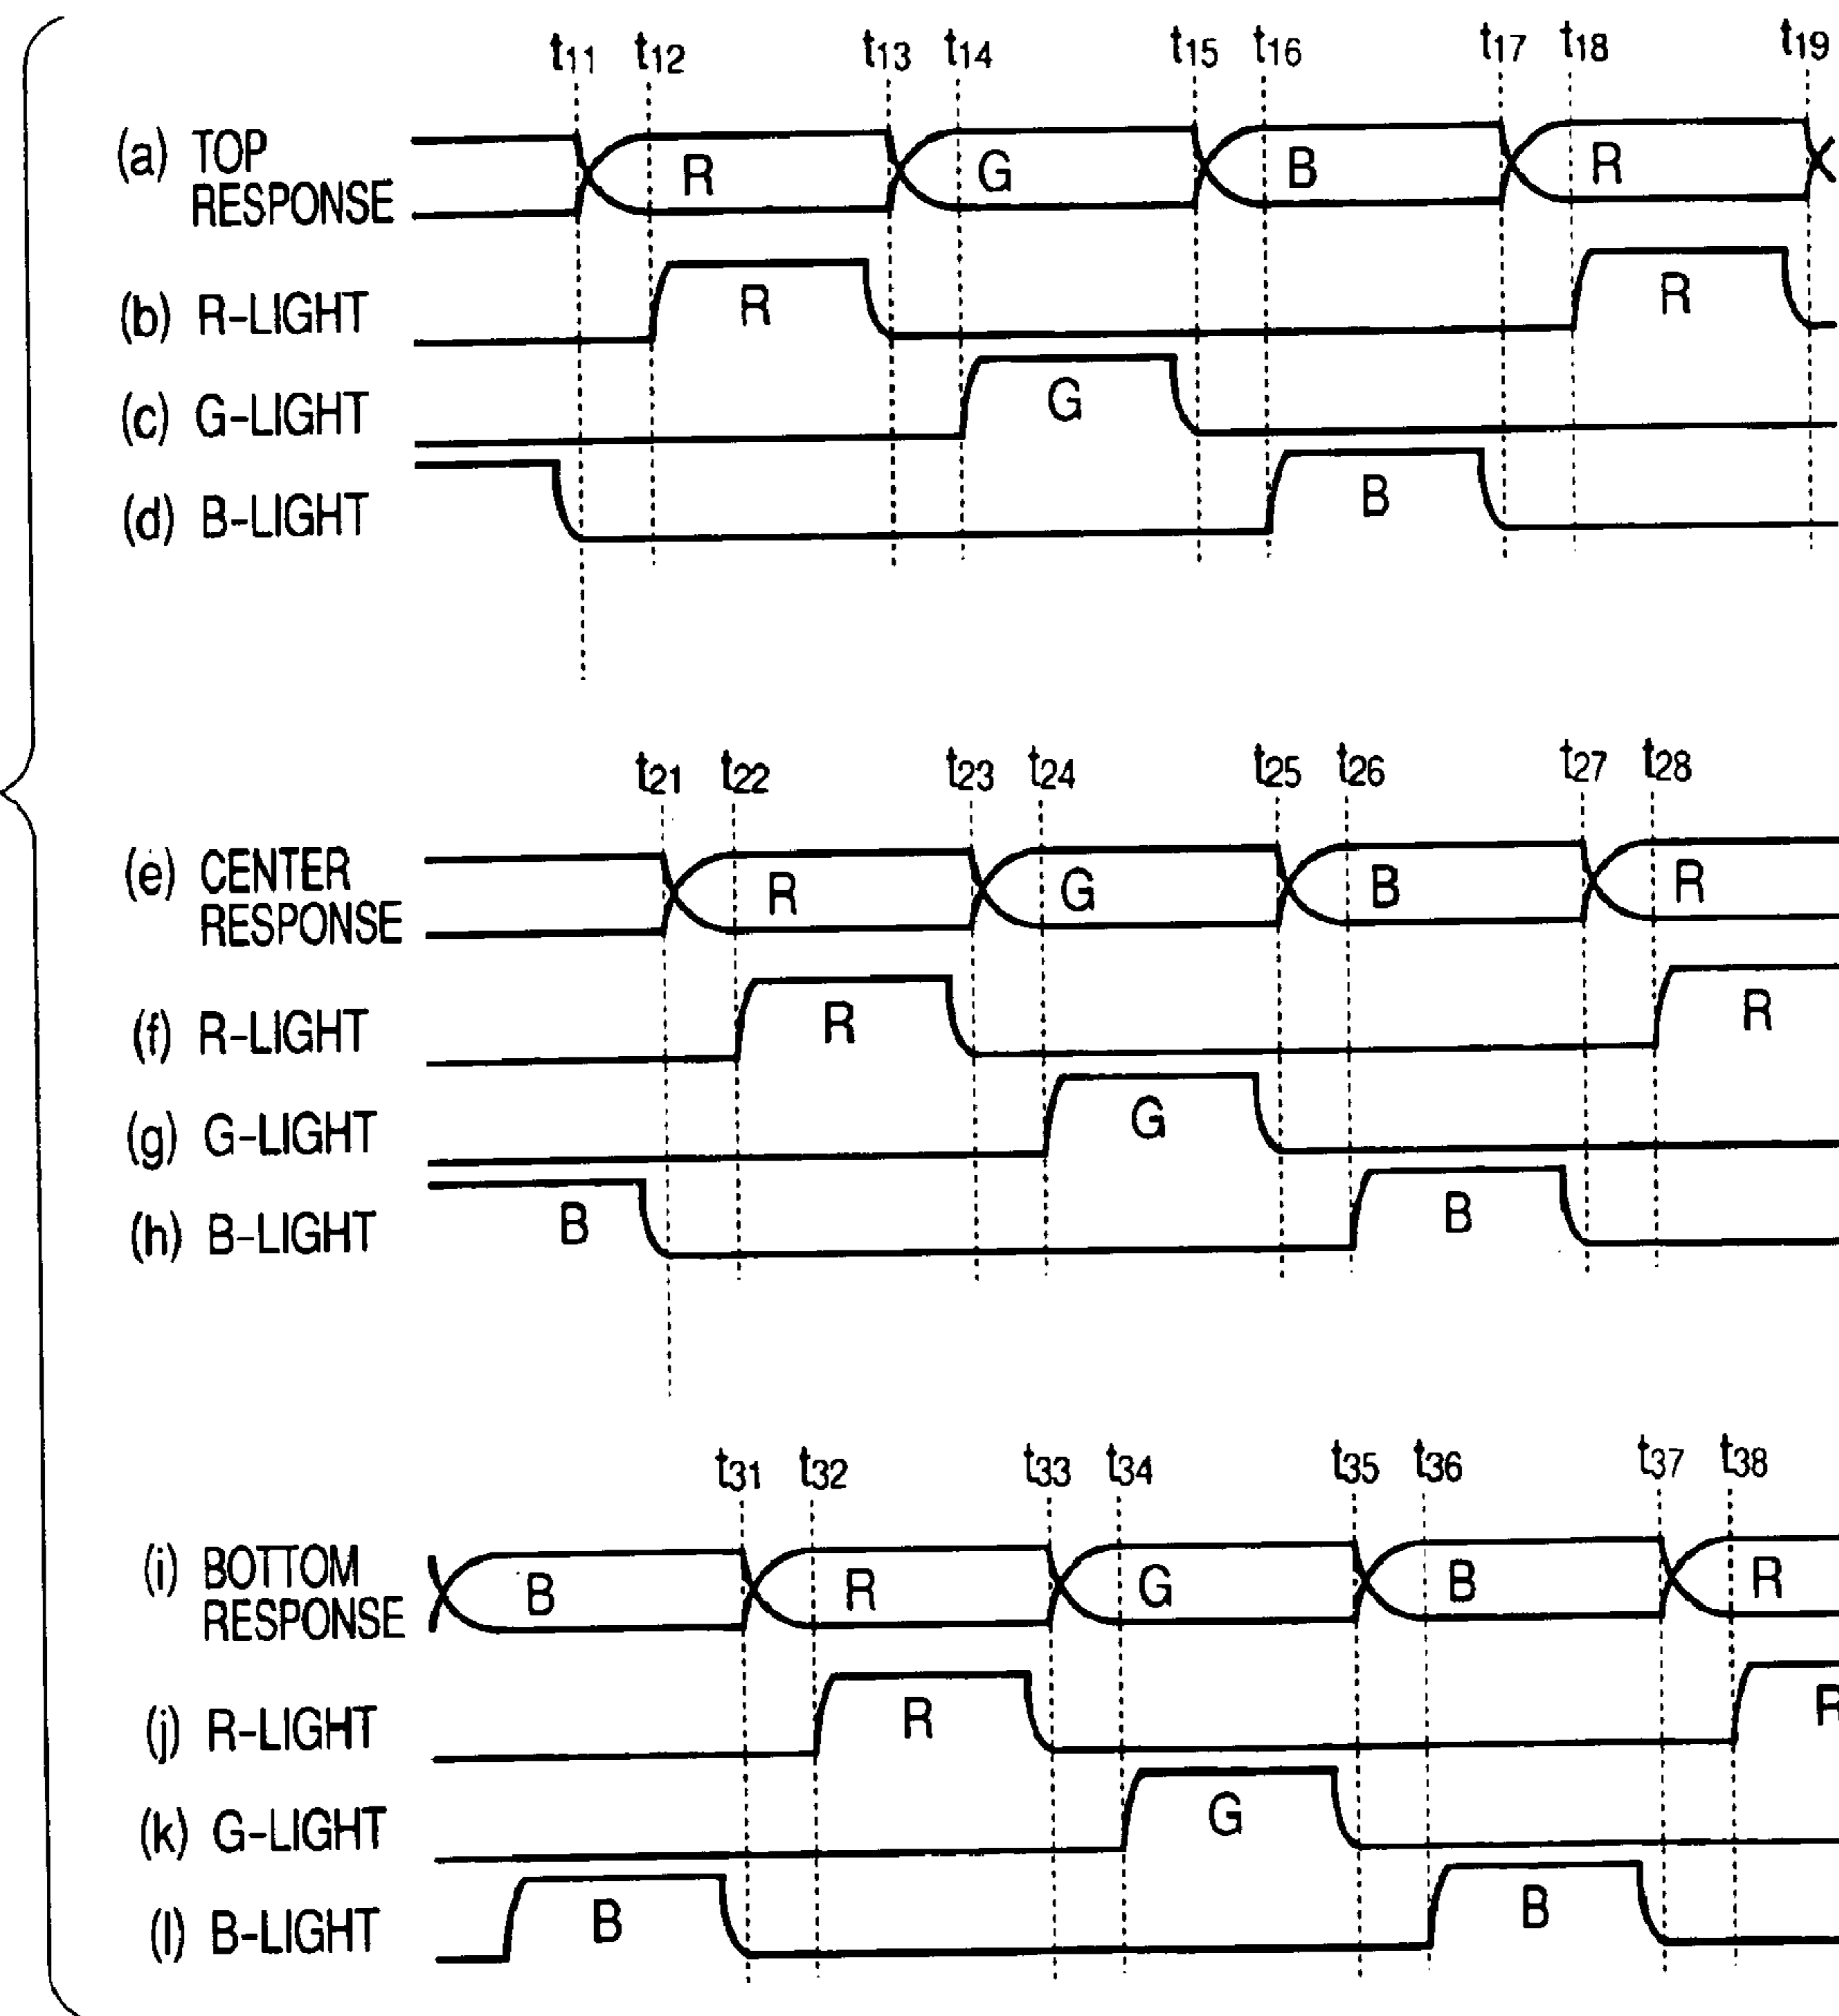 t11 t12 t13 t14 t15 t16 t17 t18 t19
(a) TOP RESPONSE R G B R
(b) R-LIGHT R R
(c) G-LIGHT G
(d) B-LIGHT B
t21 t22 t23 t24 t25 t26 t27 t28
(e) CENTER RESPONSE R G B R
(f) R-LIGHT R R
(g) G-LIGHT G
(h) B-LIGHT B B
t31 t32 t33 t34 t35 t36 t37 t38
(i) BOTTOM RESPONSE B R G B R
(j) R-LIGHT R R
(k) G-LIGHT G
(l) B-LIGHT B B